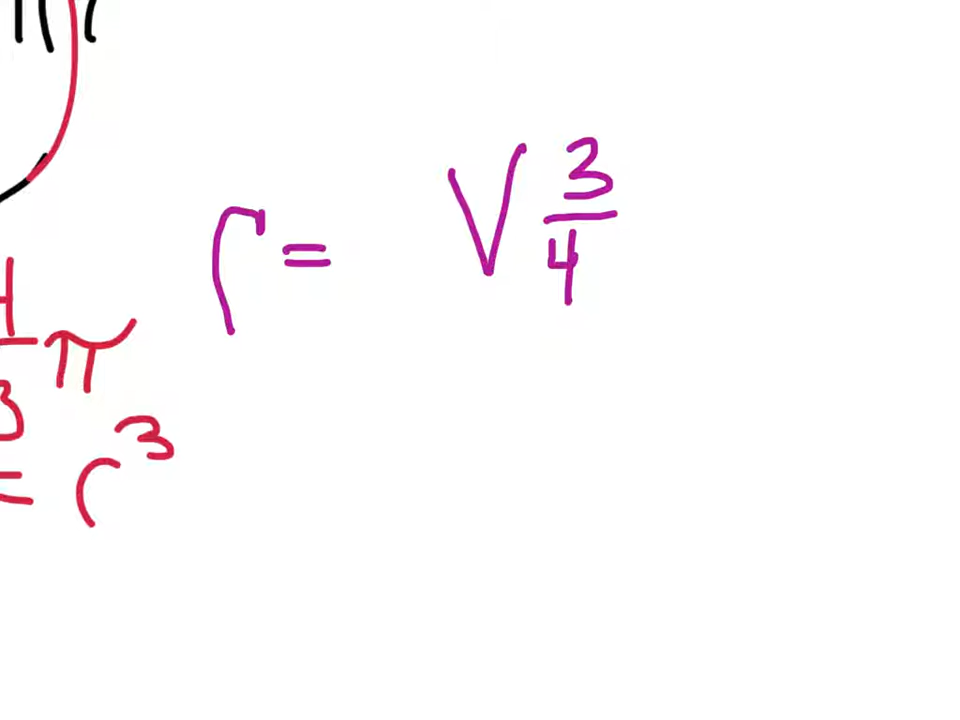 r = V 3/4
4/3 π
= r³